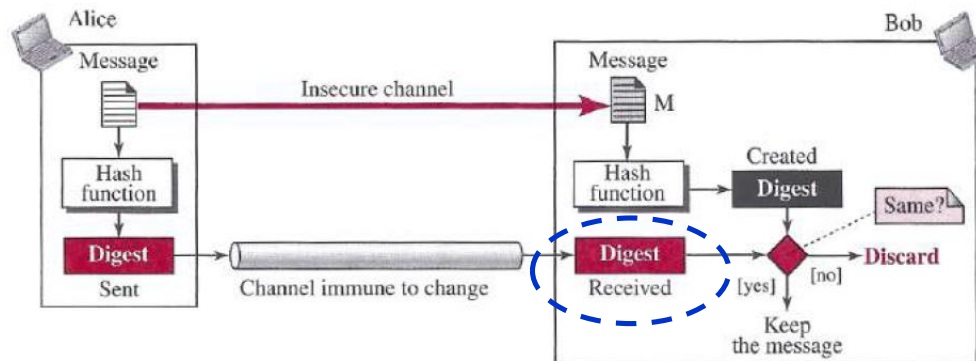 Alice
Bob
Message
Message
Insecure channel
M
Hash
function
Hash
function
Created
Digest
Same?
Digest
Digest
Discard
Sent
Channel immune to change
Received
[yes]
[no]
Keep
the message